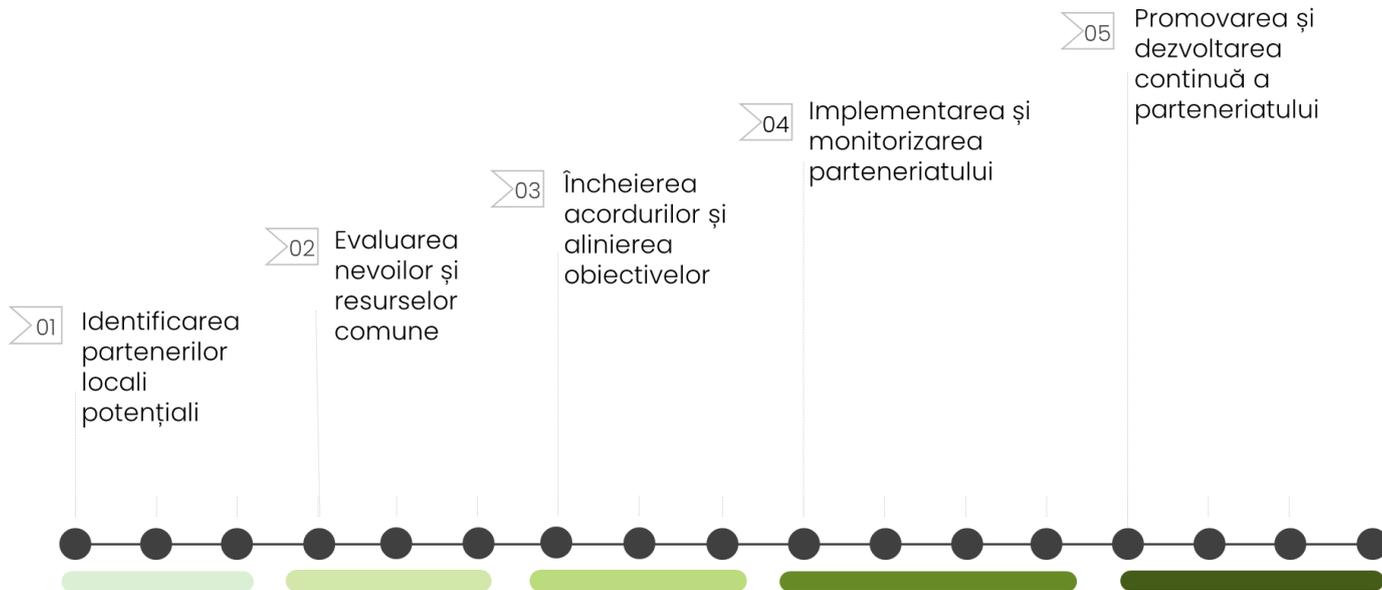 01
Identificarea
partenerilor
locali
potențiali
02
Evaluarea
nevoilor și
resurselor
comune
03
Încheierea
acordurilor și
alinierea
obiectivelor
04
Implementarea și
monitorizarea
parteneriatului
05
Promovarea și
dezvoltarea
continuă a
parteneriatului